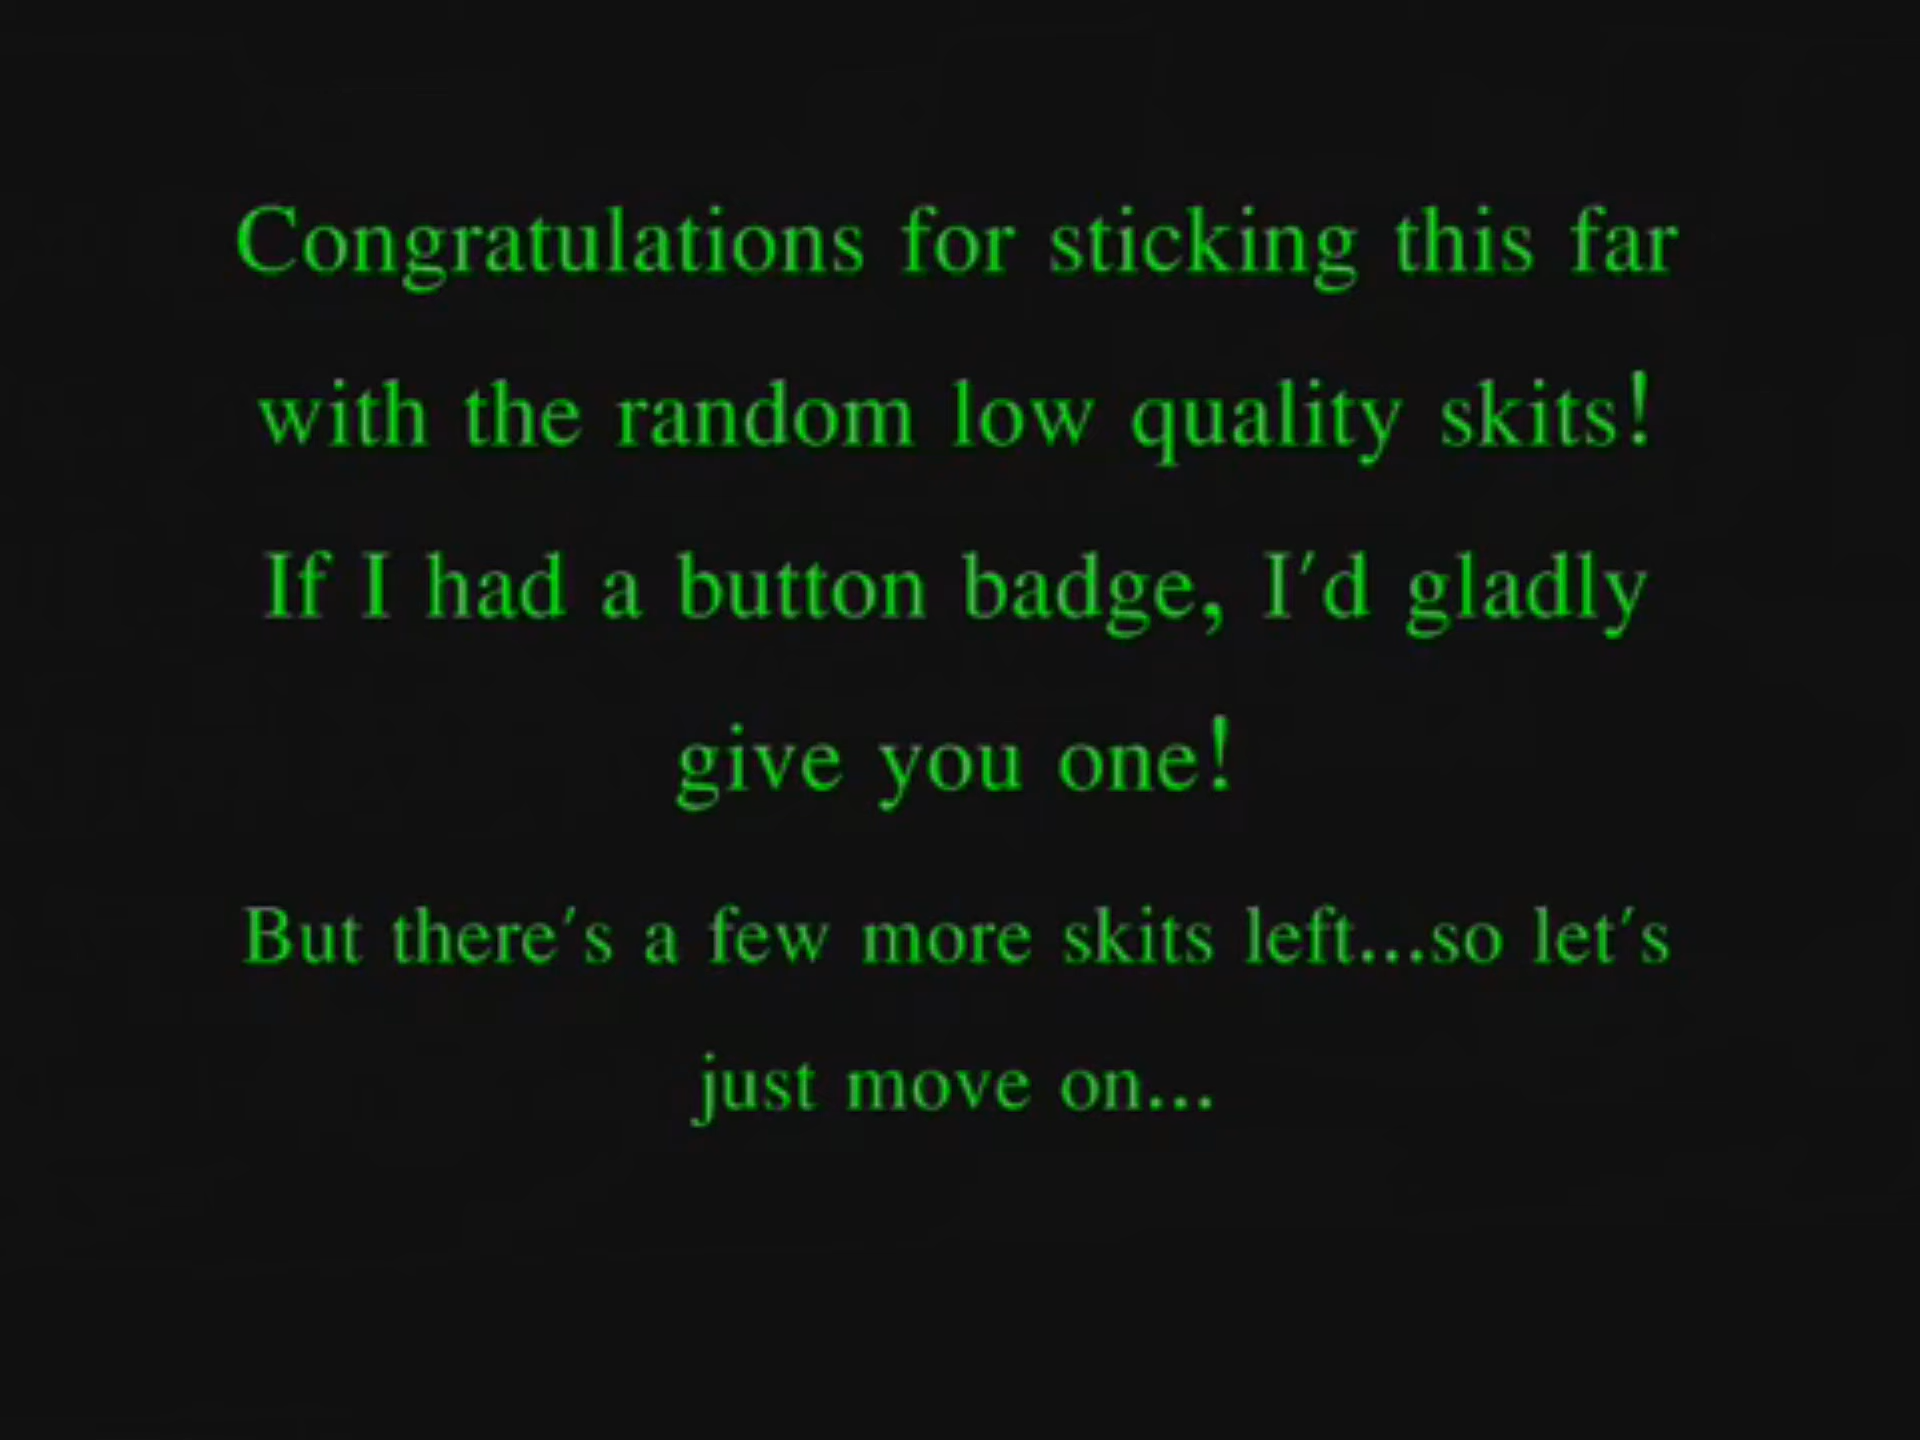 Congratulations for sticking this far
with the random low quality skits!
If I had a button badge, I'd gladly
give you one!
But there's a few more skits left...so let's
just move on...